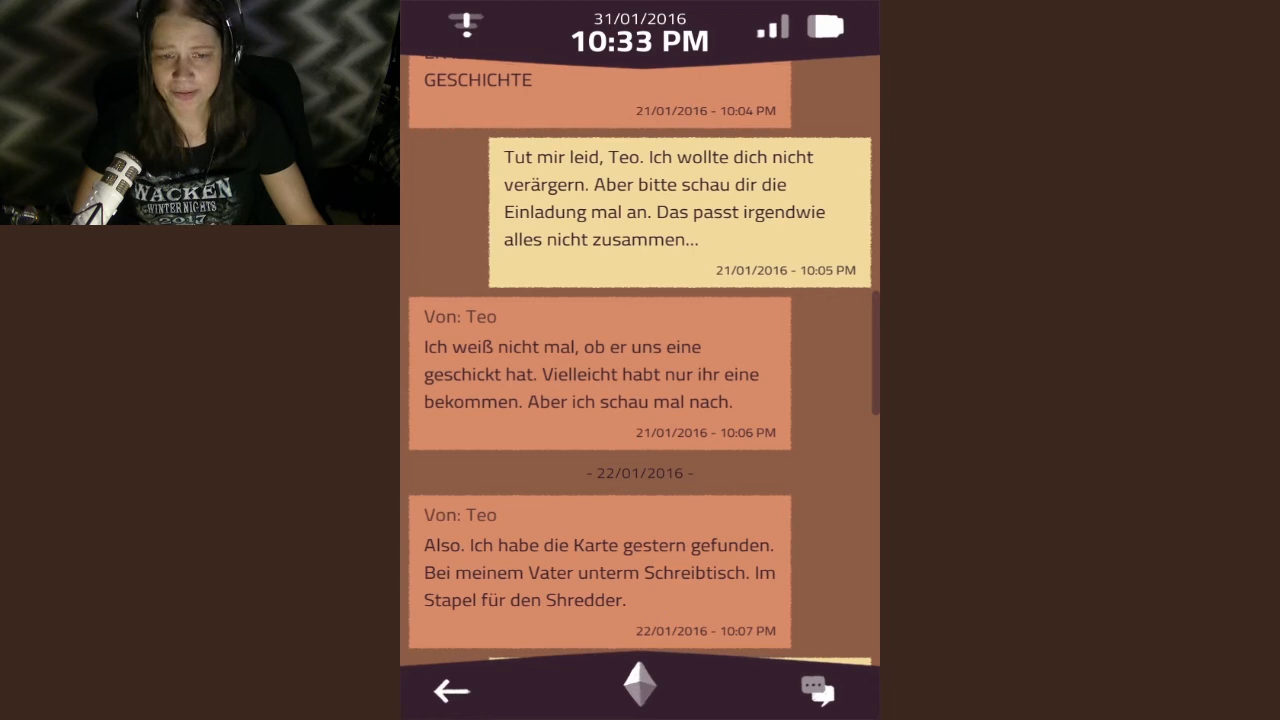 31/01/2016
10:33 PM
GESCHICHTE
21/01/2016 - 10:04 PM
Tut mir leid, Teo. Ich wollte dich nicht
verärgern. Aber bitte schau dir die
Einladung mal an. Das passt irgendwie
alles nicht zusammen...
21/01/2016 - 10:05 PM
Von: Teo
Ich weiß nicht mal, ob er uns eine
geschickt hat. Vielleicht habt nur ihr eine
bekommen. Aber ich schau mal nach.
21/01/2016 - 10:06 PM
- 22/01/2016 -
Von: Teo
Also. Ich habe die Karte gestern gefunden.
Bei meinem Vater unterm Schreibtisch. Im
Stapel für den Shredder.
22/01/2016 - 10:07 PM
WACKEN
WINTER NIGHTS
2017